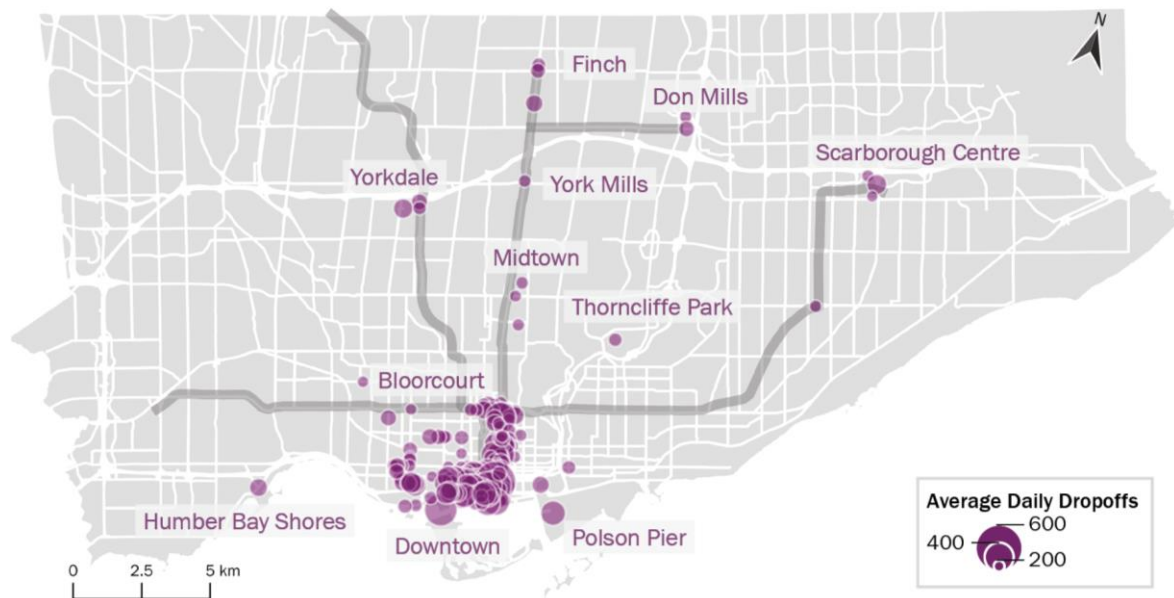 N
Finch
Don Mills
Scarborough Centre
Yorkdale
York Mills
Midtown
Thorncliffe Park
Bloorcourt
Humber Bay Shores
Downtown
Polson Pier
Average Daily Dropoffs
600
400
200
0 2.5 5 km